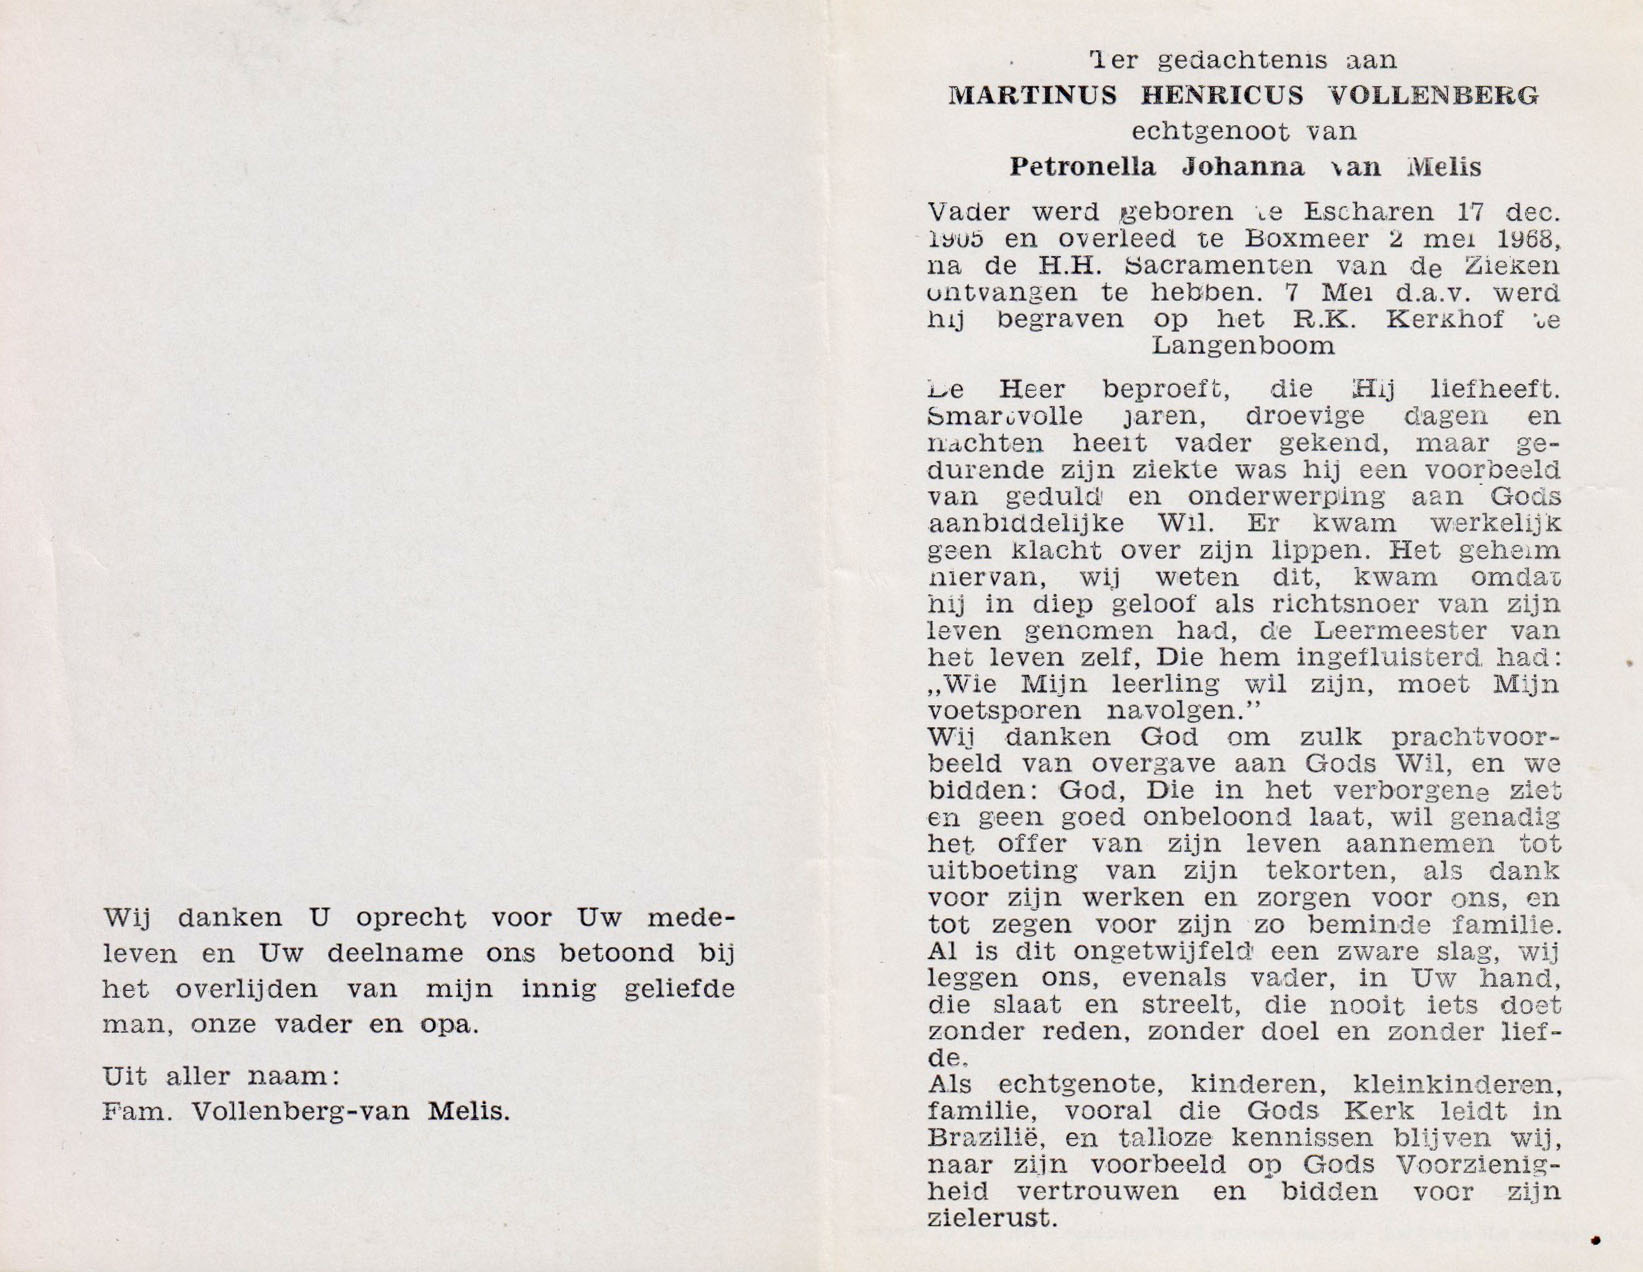 Wij danken U oprecht voor Uw mede-
leven en Uw deelname ons betoond bij
het overlijden van mijn innig geliefde
man, onze vader en opa.
Uit aller naam:
Fam. Vollenberg-van Melis.
Ter gedachtenis aan
MARTINUS HENRICUS VOLLENBERG
echtgenoot van
Petronella Johanna van Melis
Vader werd geboren te Escharen 17 dec.
1905 en overleed te Boxmeer 2 mei 1968,
na de H.H. Sacramenten van de Zieken
ontvangen te hebben. 7 Mei d.a.v. werd
hij begraven op het R.K. Kerkhof te
Langenboom
De Heer beproeft, die Hij liefheeft.
Smartvolle jaren, droevige dagen en
nachten heeft vader gekend, maar ge-
durende zijn ziekte was hij een voorbeeld
van geduld en onderwerping aan Gods
aanbiddelijke Wil. Er kwam werkelijk
geen klacht over zijn lippen. Het geheim
hiervan, wij weten dit, kwam omdat
hij in diep geloof als richtsnoer van zijn
leven genomen had, de Leermeester van
het leven zelf, Die hem ingefluisterd had:
„Wie Mijn leerling wil zijn, moet Mijn
voetsporen navolgen.”
Wij danken God om zulk prachtvoor-
beeld van overgave aan Gods Wil, en we
bidden: God, Die in het verborgene ziet
en geen goed onbeloond laat, wil genadig
het offer van zijn leven aannemen tot
uitboeting van zijn tekorten, als dank
voor zijn werken en zorgen voor ons, en
tot zegen voor zijn zo beminde familie.
Al is dit ongetwijfeld een zware slag, wij
leggen ons, evenals vader, in Uw hand,
die slaat en streelt, die nooit iets doet
zonder reden, zonder doel en zonder lief-
de.
Als echtgenote, kinderen, kleinkinderen,
familie, vooral die Gods Kerk leidt in
Brazilië, en talloze kennissen blijven wij,
naar zijn voorbeeld op Gods Voorzienig-
heid vertrouwen en bidden voor zijn
zielerust.